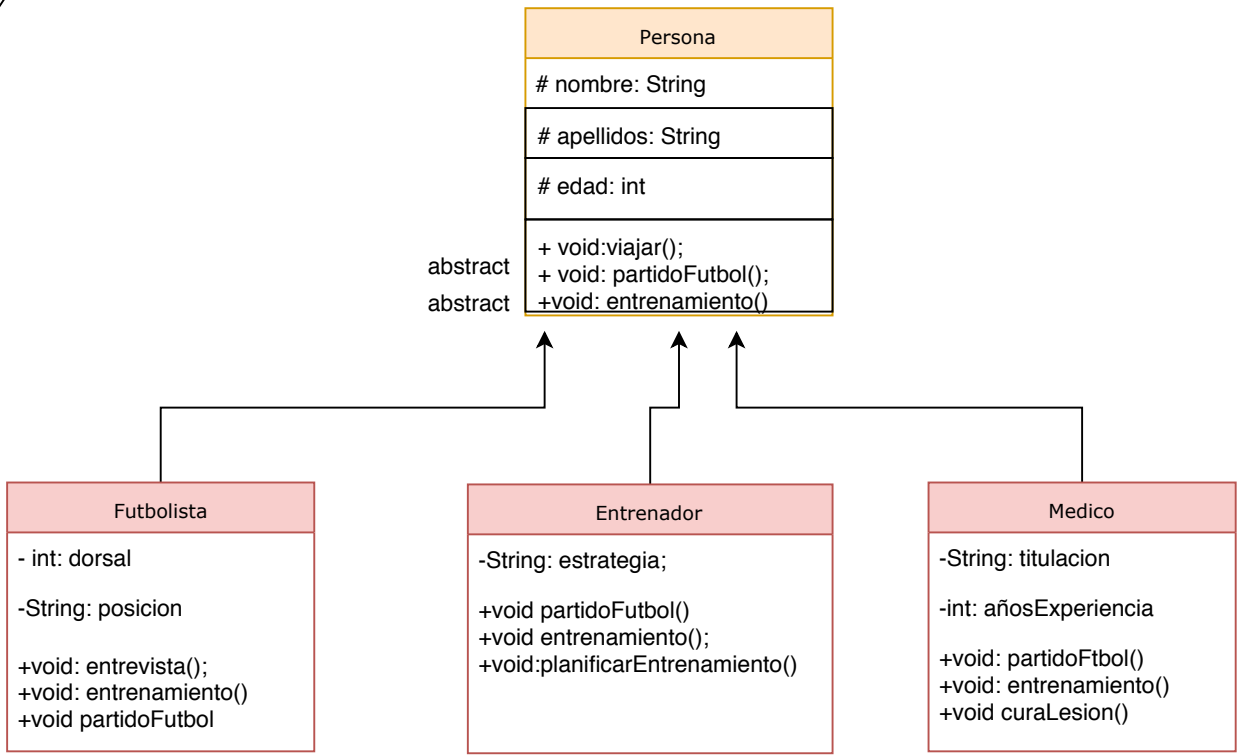 Persona
# nombre: String
# apellidos: String
# edad: int
+ void:viajar();
abstract
+ void: partidoFutbol();
abstract
+void: entrenamiento()
Futbolista
- int: dorsal
-String: posicion
+void: entrevista();
+void: entrenamiento()
+void partidoFutbol
Entrenador
-String: estrategia;
+void partidoFutbol()
+void entrenamiento();
+void:planificarEntrenamiento()
Medico
-String: titulacion
-int: añosExperiencia
+void: partidoFtbol()
+void: entrenamiento()
+void curaLesion()